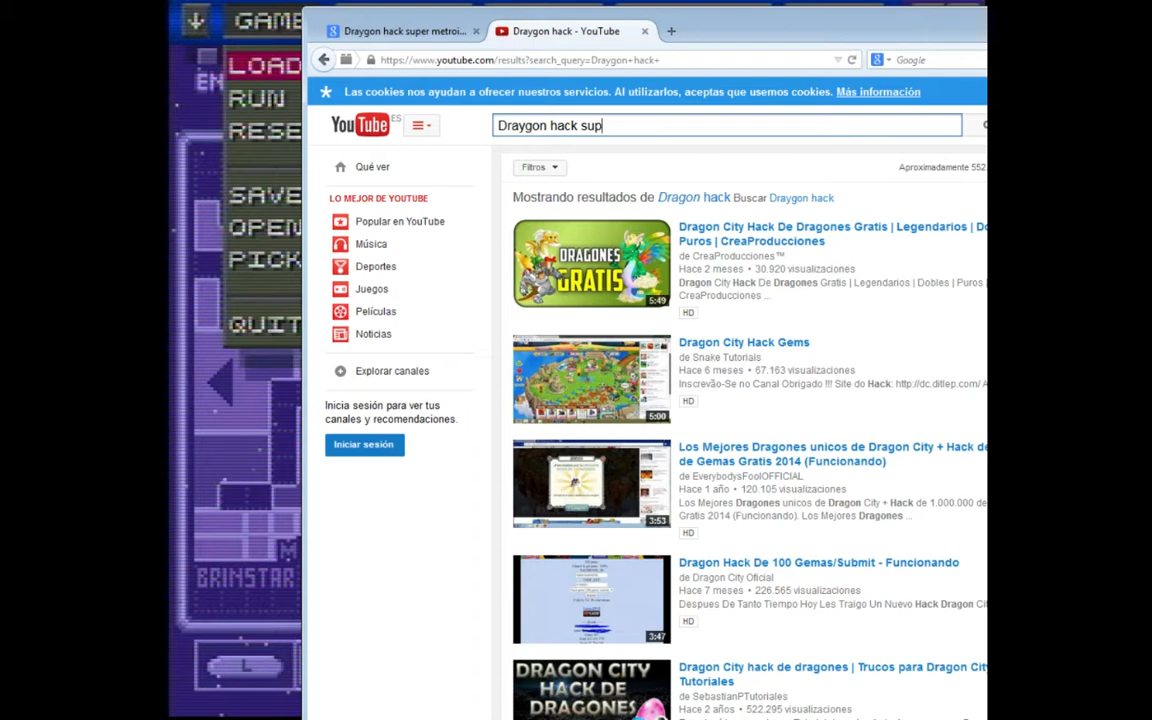 GAME
LOAD
RUN
RESE
SAVE
OPEN
PICK
QUIT
EN
BRINSTAR
L
Draygon hack super metroi...
Draygon hack - YouTube
https://www.youtube.com/results?search_query=Draygon+hack+
Google
Las cookies nos ayudan a ofrecer nuestros servicios. Al utilizarlos, aceptas que usemos cookies. Más información
YouTube ES
Draygon hack sup
Qué ver
LO MEJOR DE YOUTUBE
Popular en YouTube
Música
Deportes
Juegos
Películas
Noticias
Explorar canales
Inicia sesión para ver tus
canales y recomendaciones.
Iniciar sesión
Filtros
Aproximadamente 552.
Mostrando resultados de Dragon hack Buscar Draygon hack
DRAGONES
GRATIS
5:49
Dragon City Hack De Dragones Gratis | Legendarios | Do
Puros | CreaProducciones
de CreaProducciones™
Hace 2 meses • 30.920 visualizaciones
Dragon City Hack De Dragones Gratis | Legendarios | Dobles | Puros |
CreaProducciones ...
HD
5:00
Dragon City Hack Gems
de Snake Tutoriais
Hace 6 meses • 67.163 visualizaciones
Inscrevão-Se no Canal Obrigado !!! Site do Hack: http://dc.ditlep.com/ A
HD
3:53
Los Mejores Dragones unicos de Dragon City + Hack de
de Gemas Gratis 2014 (Funcionando)
de EverybodysFoolOFFICIAL
Hace 1 año • 120.105 visualizaciones
Los Mejores Dragones unicos de Dragon City + Hack de 1.000.000 de
Gratis 2014 (Funcionando). Los Mejores Dragones ...
HD
3:47
Dragon Hack De 100 Gemas/Submit - Funcionando
de Dragon City Oficial
Hace 7 meses • 226.565 visualizaciones
Despues De Tanto Tiempo Hoy Les Traigo Un Nuevo Hack Dragon Ci
HD
DRAGON CITY
HACK DE
DRAGONES
Dragon City hack de dragones | Trucos para Dragon City
Tutoriales
de SebastianPTutoriales
Hace 2 años • 522.295 visualizaciones